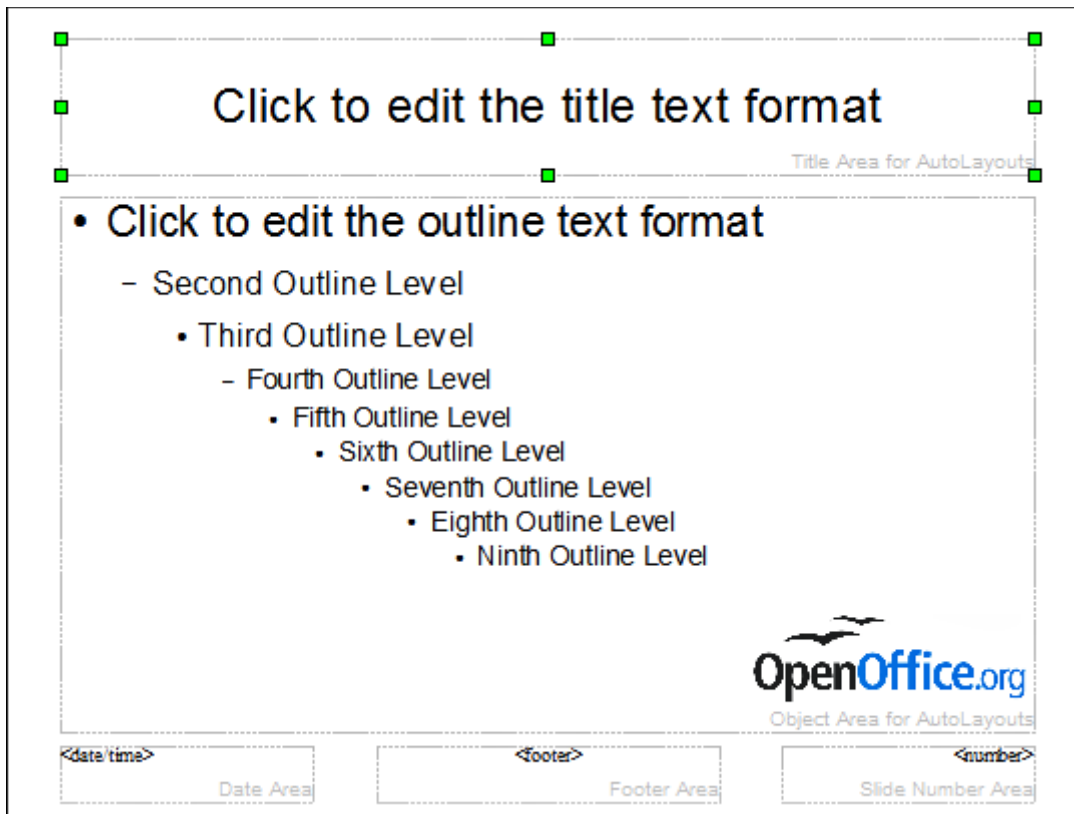 Click to edit the title text format
Title Area for AutoLayouts
• Click to edit the outline text format
– Second Outline Level
• Third Outline Level
– Fourth Outline Level
• Fifth Outline Level
• Sixth Outline Level
• Seventh Outline Level
• Eighth Outline Level
• Ninth Outline Level
OpenOffice.org
Object Area for AutoLayouts
<date/time> <footer> <number>
Date Area Footer Area Slide Number Area